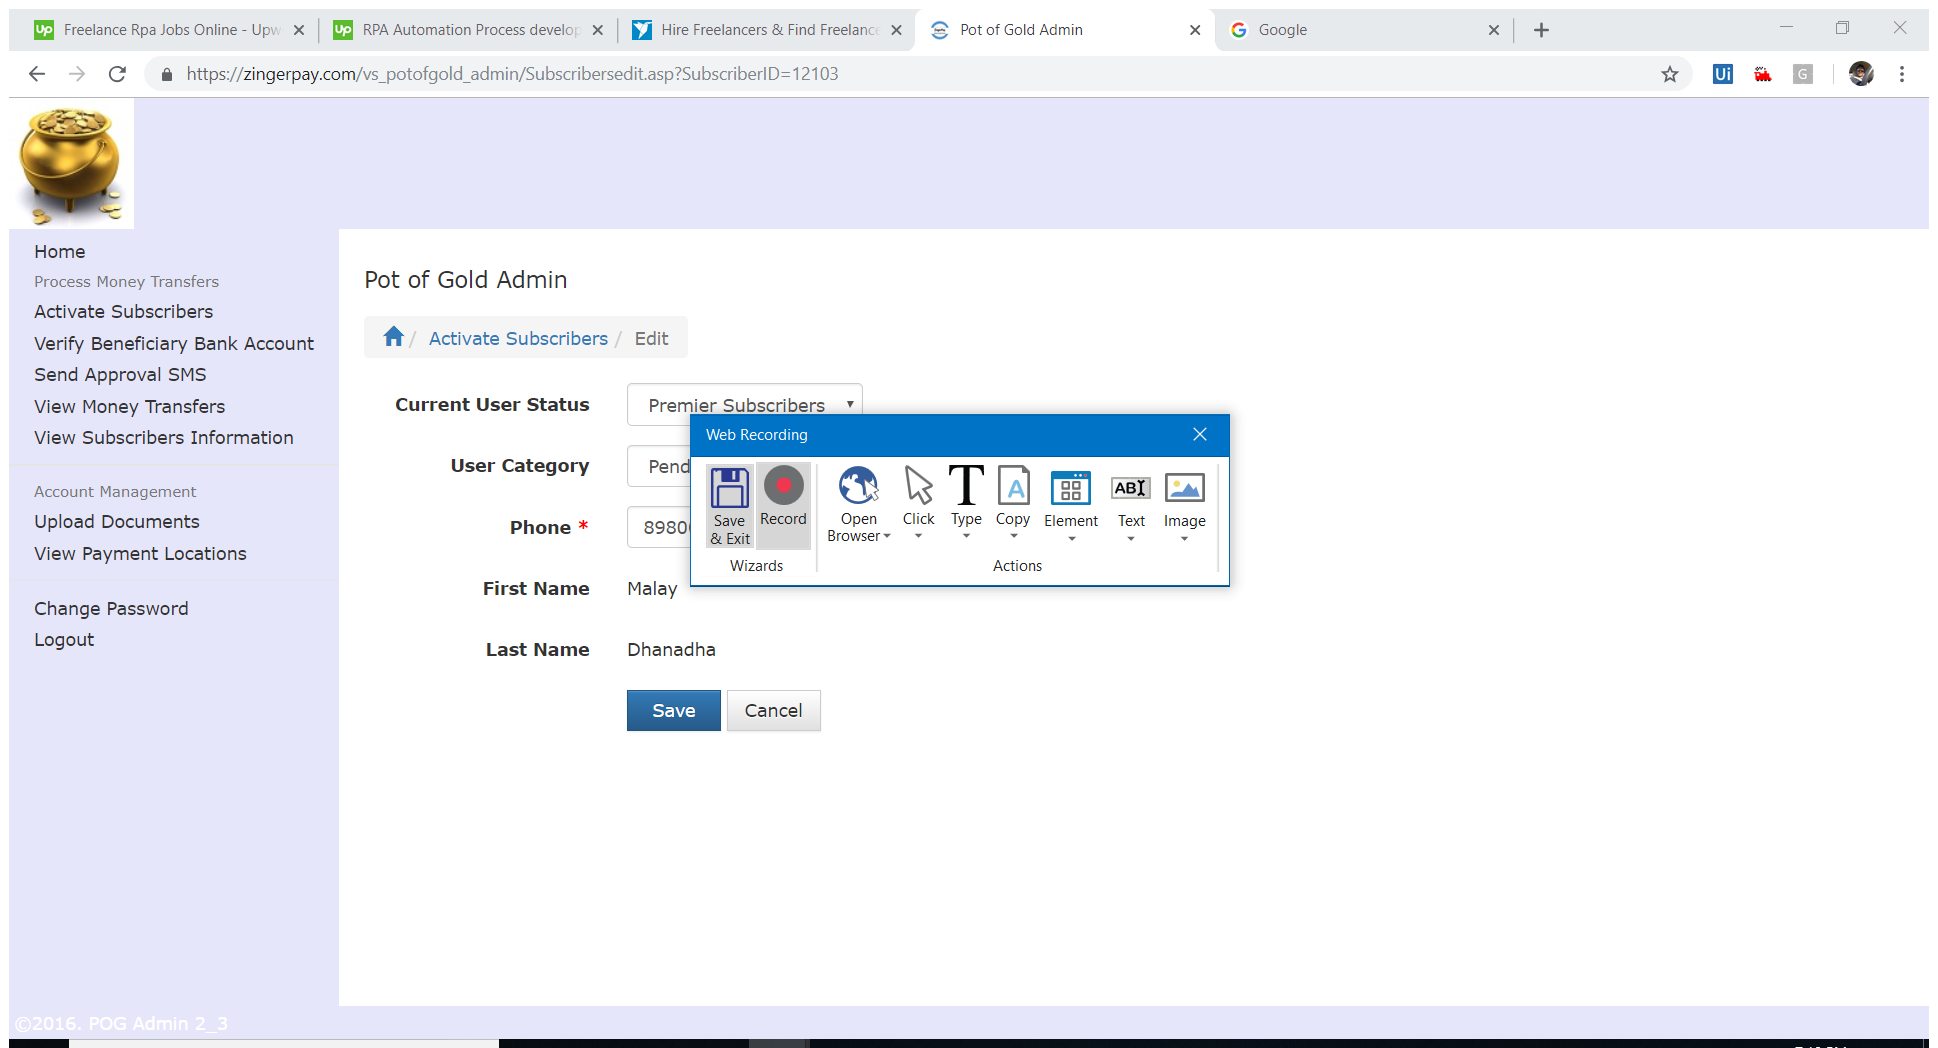 Freelance Rpa Jobs Online - Upw
RPA Automation Process develop
Hire Freelancers & Find Freelance
Pot of Gold Admin
Google
https://zingerpay.com/vs_potofgold_admin/Subscribersedit.asp?SubscriberID=12103
Home
Process Money Transfers
Activate Subscribers
Verify Beneficiary Bank Account
Send Approval SMS
View Money Transfers
View Subscribers Information
Account Management
Upload Documents
View Payment Locations
Change Password
Logout
Pot of Gold Admin
/ Activate Subscribers / Edit
Current User Status Premier Subscribers
User Category Pend
Phone * 8980
First Name Malay
Last Name Dhanadha
Save Cancel
Web Recording
Save & Exit
Record
Wizards
Open Browser
Click
Type
Copy
Element
Text
Image
Actions
©2016. POG Admin 2_3